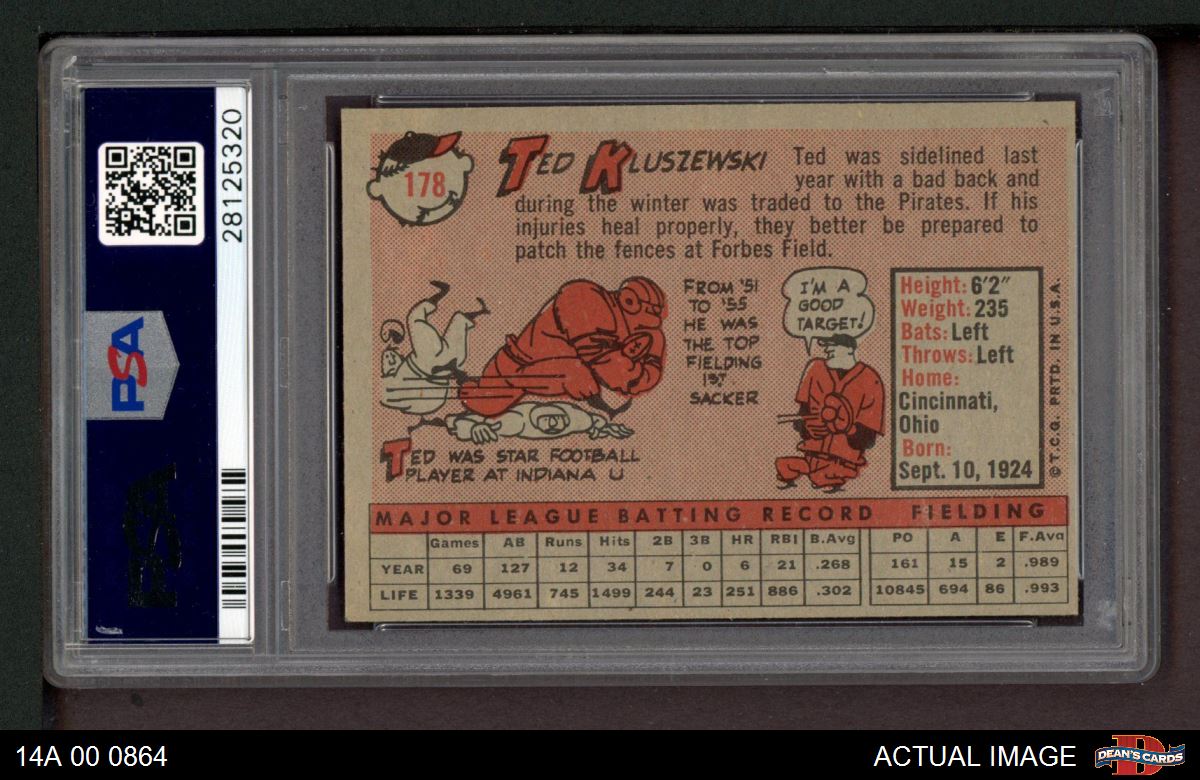 28125320
PSA
PSA
178
TED KLUSZEWSKI
Ted was sidelined last
year with a bad back and
during the winter was traded to the Pirates. If his
injuries heal properly, they better be prepared to
patch the fences at Forbes Field.
TED WAS STAR FOOTBALL
PLAYER AT INDIANA U
FROM '51
TO '55
HE WAS
THE TOP
FIELDING
1ST
SACKER
I'M A
GOOD
TARGET!
Height: 6'2"
Weight: 235
Bats: Left
Throws: Left
Home:
Cincinnati,
Ohio
Born:
Sept. 10, 1924
© T.C.G. PRTD. IN U.S.A.
MAJOR LEAGUE BATTING RECORD FIELDING
Games AB Runs Hits 2B 3B HR RBI B.Avg PO A E F.Avg
YEAR 69 127 12 34 7 0 6 21 .268 161 15 2 .989
LIFE 1339 4961 745 1499 244 23 251 886 .302 10845 694 86 .993
14A 00 0864
ACTUAL IMAGE
DEAN'S CARDS